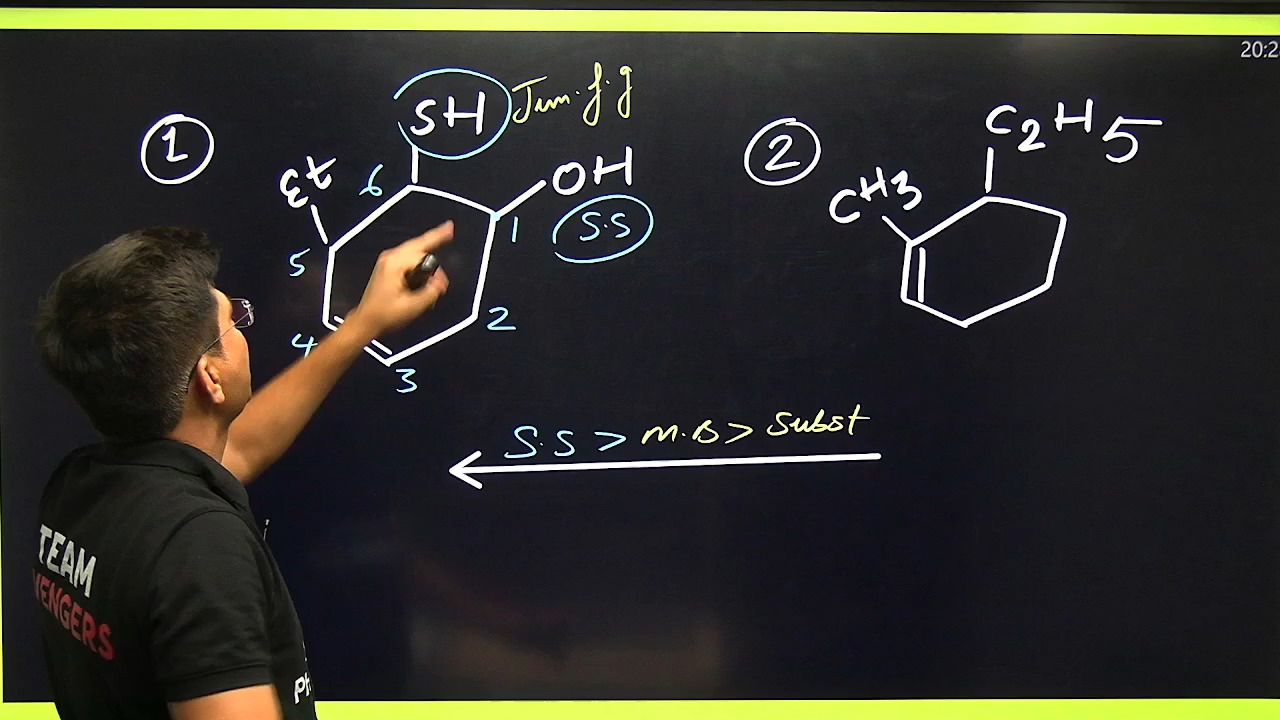 20:2
SH
Jun. f. g
1
Et
6
OH
S.S
1
5
4
3
2
2
C2H5
CH3
S.S > M.B > Subst
TEAM
VENGERS
PH